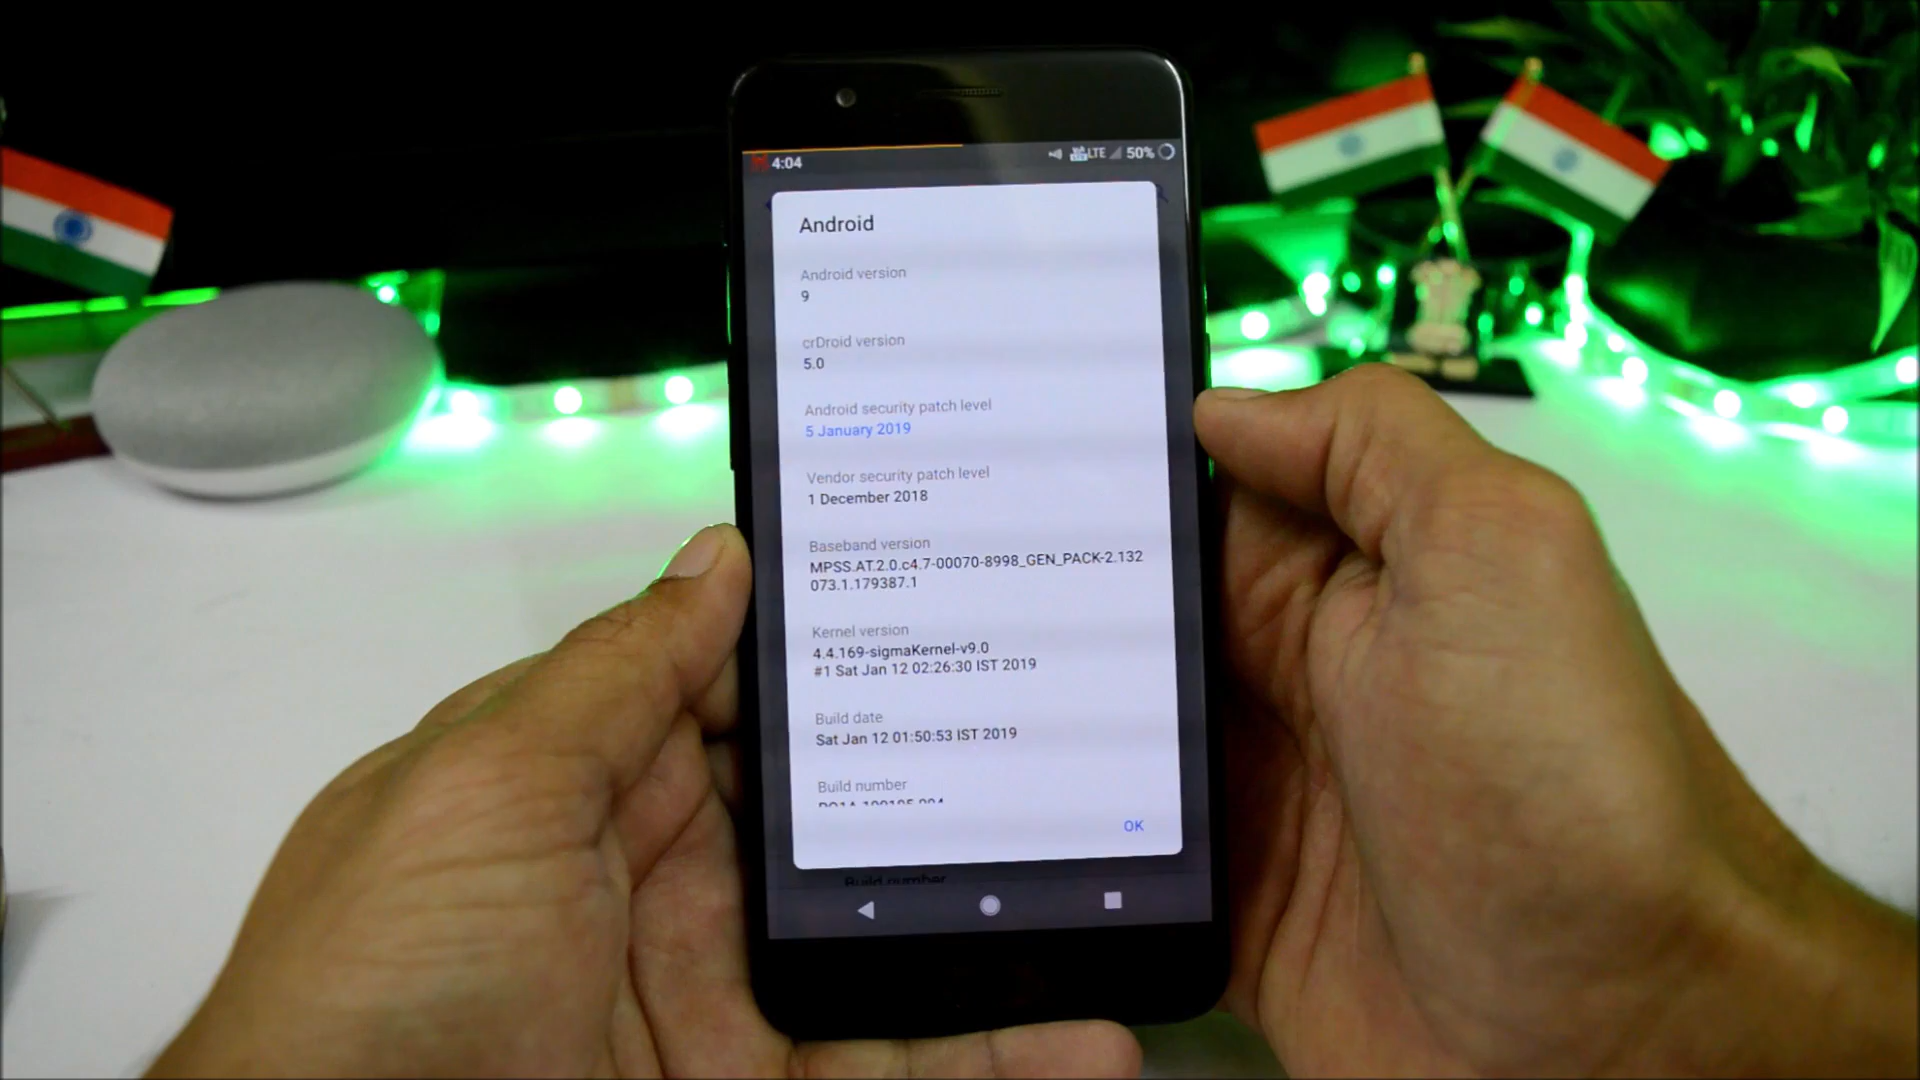 4:04
LTE 50%
Android
Android version
9
crDroid version
5.0
Android security patch level
5 January 2019
Vendor security patch level
1 December 2018
Baseband version
MPSS.AT.2.0.c4.7-00070-8998_GEN_PACK-2.132
073.1.179387.1
Kernel version
4.4.169-sigmaKernel-v9.0
#1 Sat Jan 12 02:26:30 IST 2019
Build date
Sat Jan 12 01:50:53 IST 2019
Build number
OK
Build number